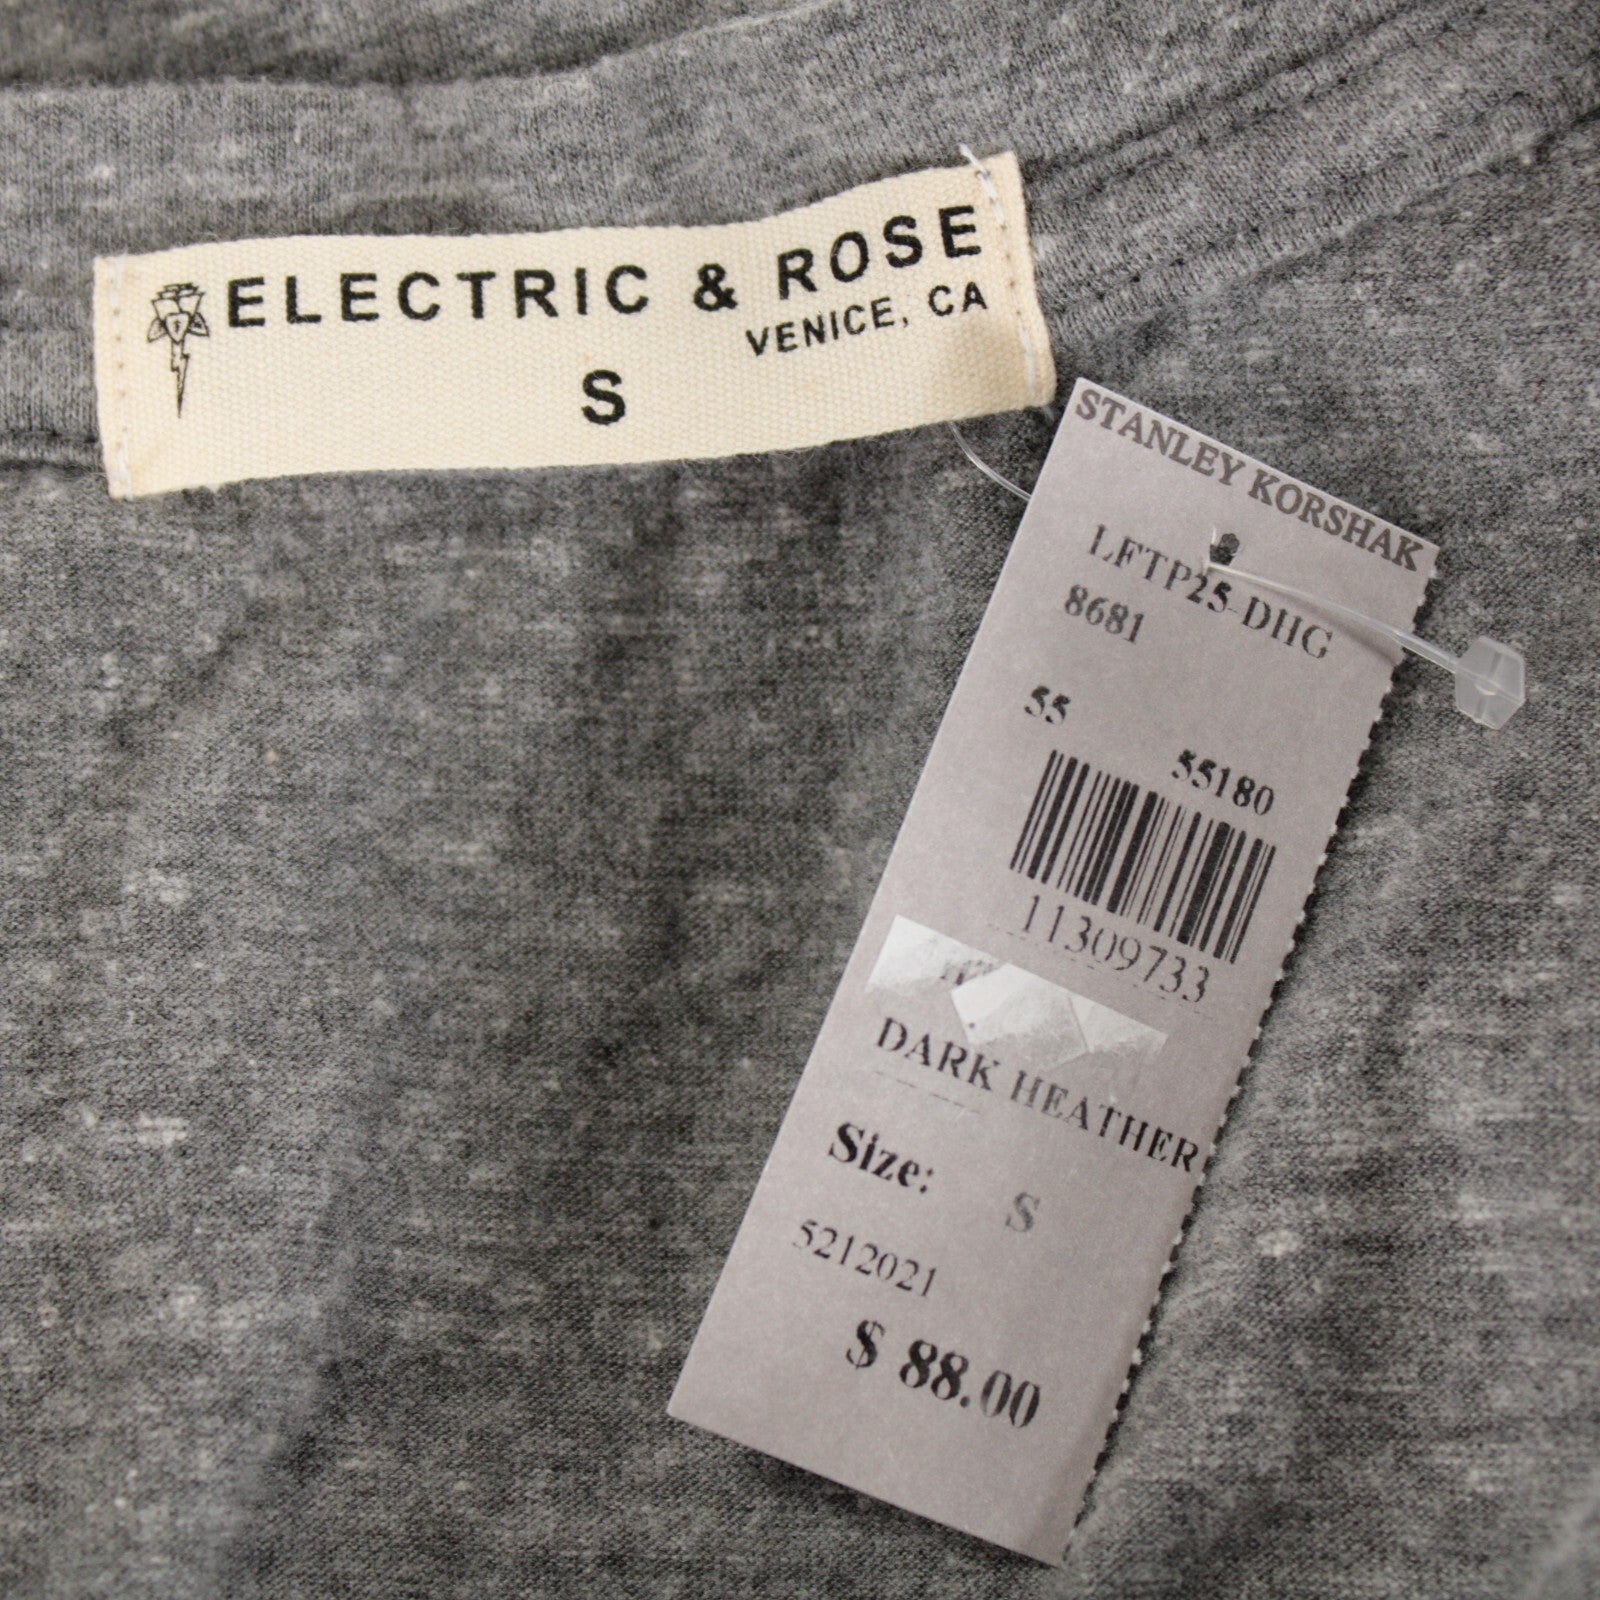 ELECTRIC & ROSE
VENICE, CA
S
STANLEY KORSHAK
LFTP25-DHG
8681
55
55180
11309733
DARK HEATHER
Size: S
5212021
$ 88.00